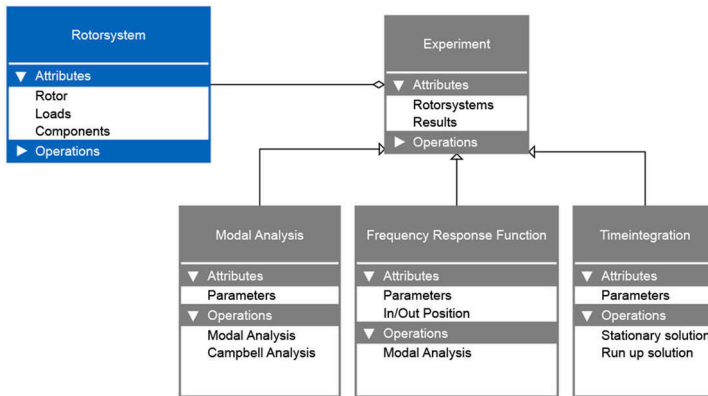 Rotorsystem
Attributes
Rotor
Loads
Components
Operations
Experiment
Attributes
Rotorsystems
Results
Operations
Modal Analysis
Attributes
Parameters
Operations
Modal Analysis
Campbell Analysis
Frequency Response Function
Attributes
Parameters
In/Out Position
Operations
Modal Analysis
Timeintegration
Attributes
Parameters
Operations
Stationary solution
Run up solution